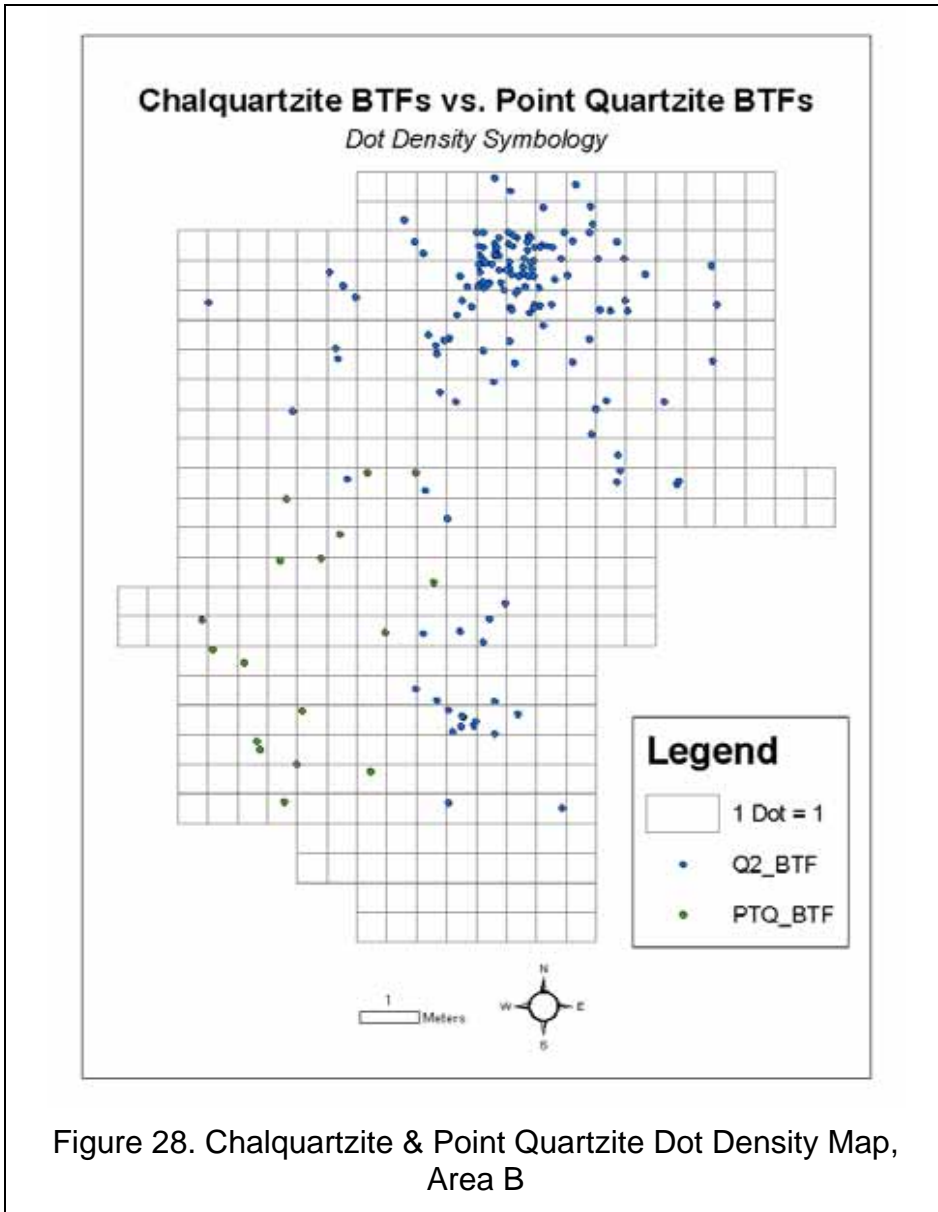 Chalquartzite BTFs vs. Point Quartzite BTFs
Dot Density Symbology
Legend
1 Dot = 1
Q2_BTF
PTQ_BTF
1
Meters
N
W
E
S
Figure 28. Chalquartzite & Point Quartzite Dot Density Map,
Area B